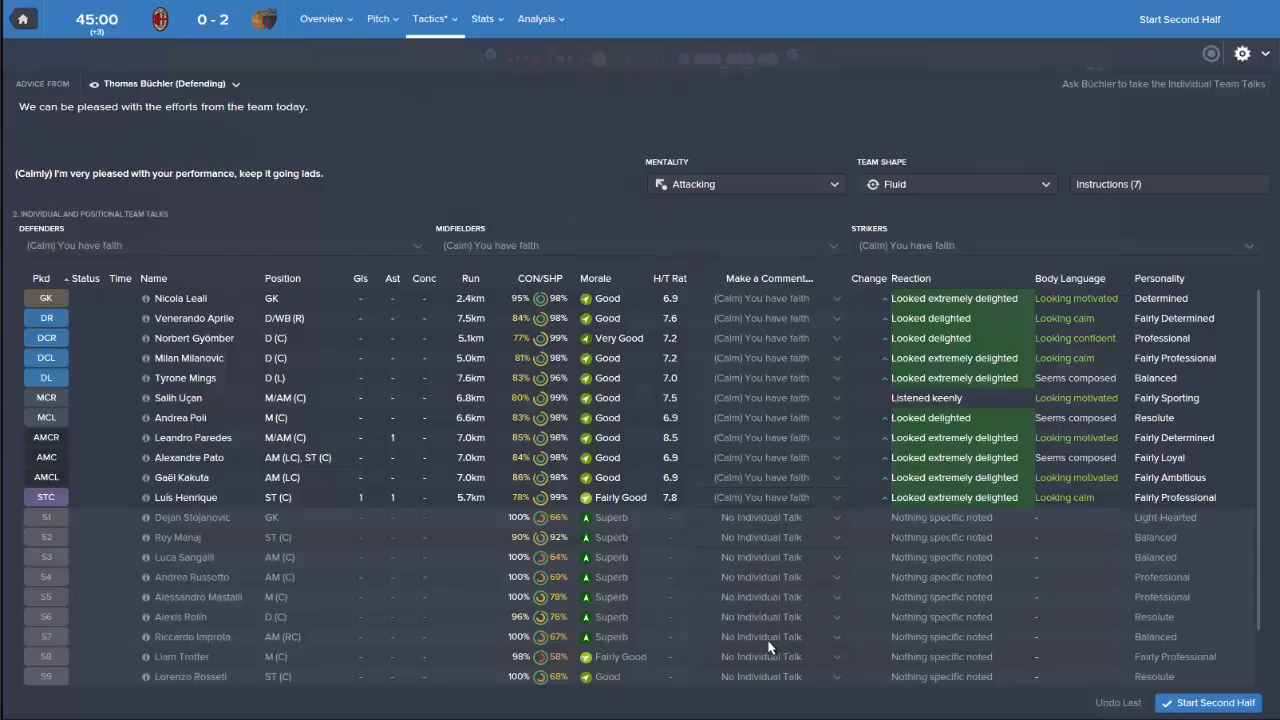 45:00 0 - 2 Overview Pitch Tactics* Stats Analysis Start Second Half
(+3)
ADVICE FROM Thomas Büchler (Defending) Ask Büchler to take the Individual Team Talks
We can be pleased with the efforts from the team today.
MENTALITY TEAM SHAPE
(Calmly) I'm very pleased with your performance, keep it going lads. Attacking Fluid Instructions (7)
2. INDIVIDUAL AND POSITIONAL TEAM TALKS
DEFENDERS MIDFIELDERS STRIKERS
(Calm) You have faith (Calm) You have faith (Calm) You have faith
Pkd Status Time Name Position Gls Ast Conc Run CON/SHP Morale H/T Rat Make a Comment... Change Reaction Body Language Personality
GK Nicola Leali GK - - - 2.4km 95% 98% Good 6.9 (Calm) You have faith Looked extremely delighted Looking motivated Determined
DR Venerando Aprile D/WB (R) - - - 7.5km 84% 98% Good 7.6 (Calm) You have faith Looked delighted Looking calm Fairly Determined
DCR Norbert Gyömber D (C) - - - 5.1km 77% 99% Very Good 7.2 (Calm) You have faith Looked delighted Looking confident Professional
DCL Milan Milanovic D (C) - - - 5.0km 81% 98% Good 7.2 (Calm) You have faith Looked extremely delighted Looking calm Fairly Professional
DL Tyrone Mings D (L) - - - 7.6km 83% 96% Good 7.0 (Calm) You have faith Looked extremely delighted Seems composed Balanced
MCR Salih Uçan M/AM (C) - - - 6.8km 80% 99% Good 7.5 (Calm) You have faith Listened keenly Looking motivated Fairly Sporting
MCL Andrea Poli M (C) - - - 6.6km 83% 98% Good 6.9 (Calm) You have faith Looked delighted Seems composed Resolute
AMCR Leandro Paredes M/AM (C) - 1 - 7.0km 85% 98% Good 8.5 (Calm) You have faith Looked extremely delighted Looking motivated Fairly Determined
AMC Alexandre Pato AM (LC), ST (C) - - - 7.0km 84% 98% Good 6.9 (Calm) You have faith Looked extremely delighted Seems composed Fairly Loyal
AMCL Gaël Kakuta AM (LC) - - - 7.0km 86% 98% Good 6.9 (Calm) You have faith Looked extremely delighted Looking motivated Fairly Ambitious
STC Luís Henrique ST (C) 1 1 - 5.7km 78% 99% Fairly Good 7.8 (Calm) You have faith Looked extremely delighted Looking calm Fairly Professional
S1 Dejan Stojanovic GK - - - 100% 66% Superb - No Individual Talk Nothing specific noted - Light-Hearted
S2 Rey Manaj ST (C) - - - 90% 92% Superb - No Individual Talk Nothing specific noted - Balanced
S3 Luca Sangalli AM (C) - - - 100% 64% Superb - No Individual Talk Nothing specific noted - Balanced
S4 Andrea Russotto AM (C) - - - 100% 69% Superb - No Individual Talk Nothing specific noted - Professional
S5 Alessandro Mastalli M (C) - - - 100% 78% Superb - No Individual Talk Nothing specific noted - Professional
S6 Alexis Rolín D (C) - - - 96% 76% Superb - No Individual Talk Nothing specific noted - Resolute
S7 Riccardo Improta AM (RC) - - - 100% 67% Superb - No Individual Talk Nothing specific noted - Balanced
S8 Liam Trotter M (C) - - - 98% 58% Fairly Good - No Individual Talk Nothing specific noted - Fairly Professional
S9 Lorenzo Rosseti ST (C) - - - 100% 68% Good - No Individual Talk Nothing specific noted - Resolute
Undo Last Start Second Half